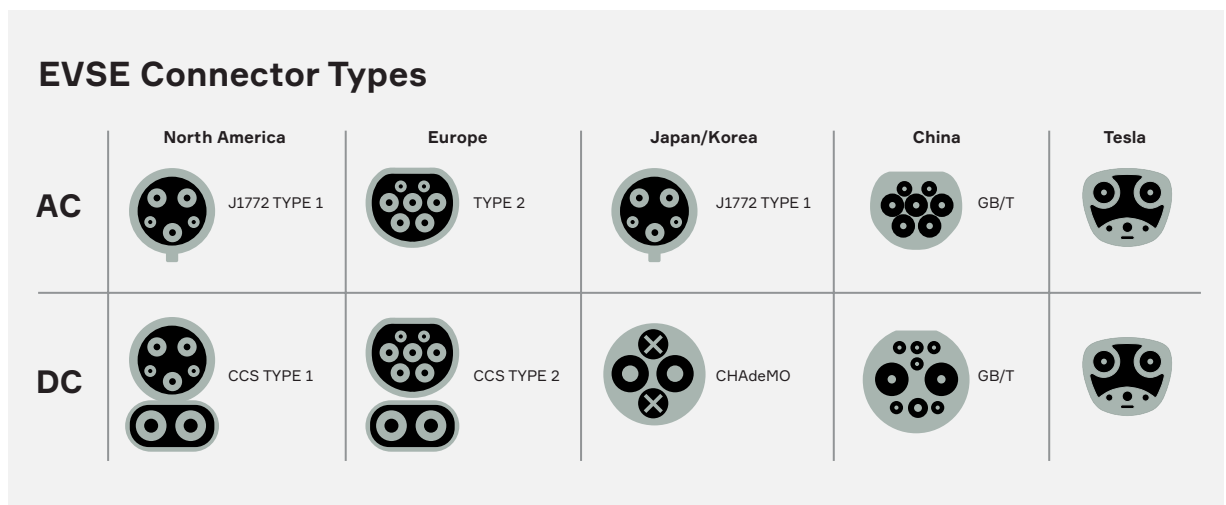 EVSE Connector Types
North America
Europe
Japan/Korea
China
Tesla
AC
J1772 TYPE 1
TYPE 2
J1772 TYPE 1
GB/T
DC
CCS TYPE 1
CCS TYPE 2
CHAdeMO
GB/T